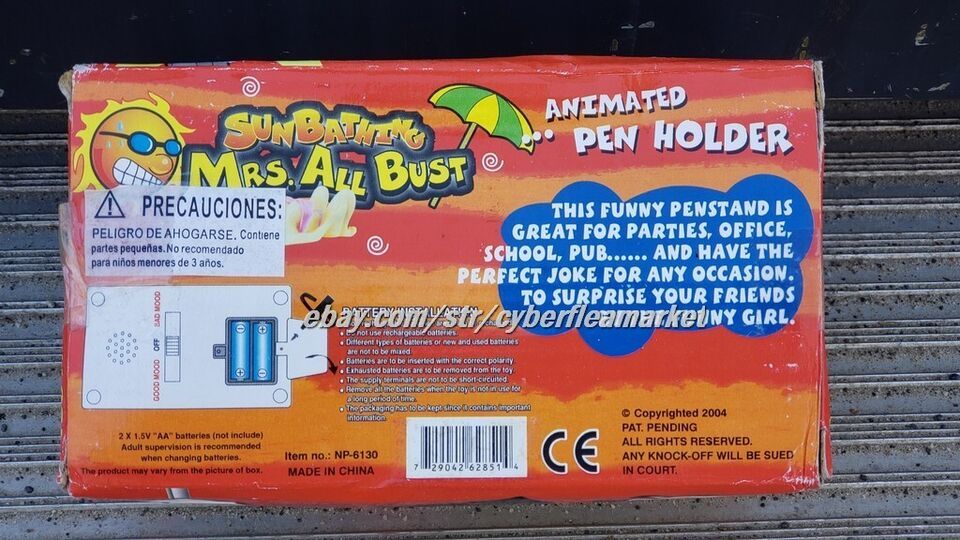 SUNBATHING
MRS. ALL BUST
ANIMATED
PEN HOLDER
PRECAUCIONES:
PELIGRO DE AHOGARSE. Contiene
partes pequeñas. No recomendado
para niños menores de 3 años.
THIS FUNNY PENSTAND IS
GREAT FOR PARTIES, OFFICE,
SCHOOL, PUB...... AND HAVE THE
PERFECT JOKE FOR ANY OCCASION.
TO SURPRISE YOUR FRIENDS
NY GIRL.
ebay.com/str/cyberfleamarket
GOOD MOOD OFF BAD MOOD
BATTERY INSTALLATION
Do not use rechargeable batteries.
• Different types of batteries or new and used batteries
are not to be mixed.
• Batteries are to be inserted with the correct polarity
• Exhausted batteries are to be removed from the toy.
• The supply terminals are not to be short-circuited.
• Remove all the batteries when the toy is not in use for
a long period of time.
• The packaging has to be kept since it contains important
information.
2 X 1.5V "AA" batteries (not include)
Adult supervision is recommended
when changing batteries.
The product may vary from the picture of box.
Item no.: NP-6130
MADE IN CHINA
7 29042 62851 4
CE
© Copyrighted 2004
PAT. PENDING
ALL RIGHTS RESERVED.
ANY KNOCK-OFF WILL BE SUED
IN COURT.